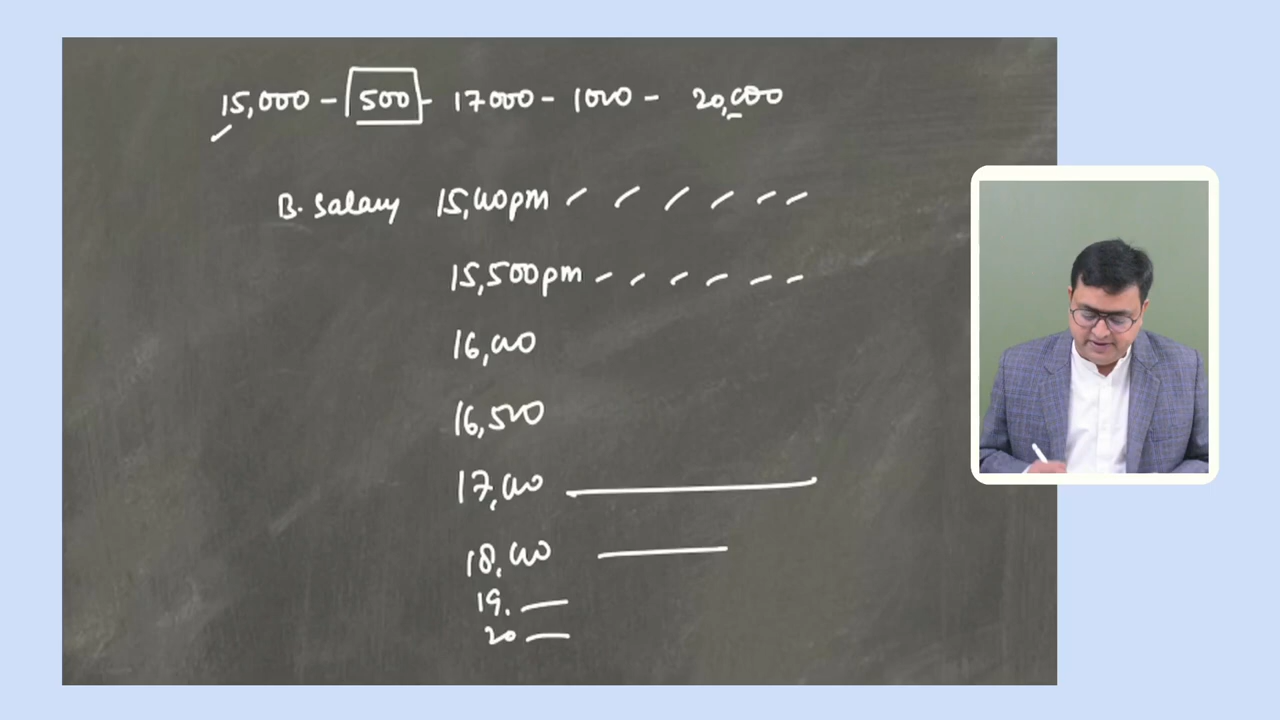 15,000 - 500 - 17000 - 1000 - 20,000
B. Salary 15,000pm
15,500pm
16,000
16,500
17,000
18,000
19.
20